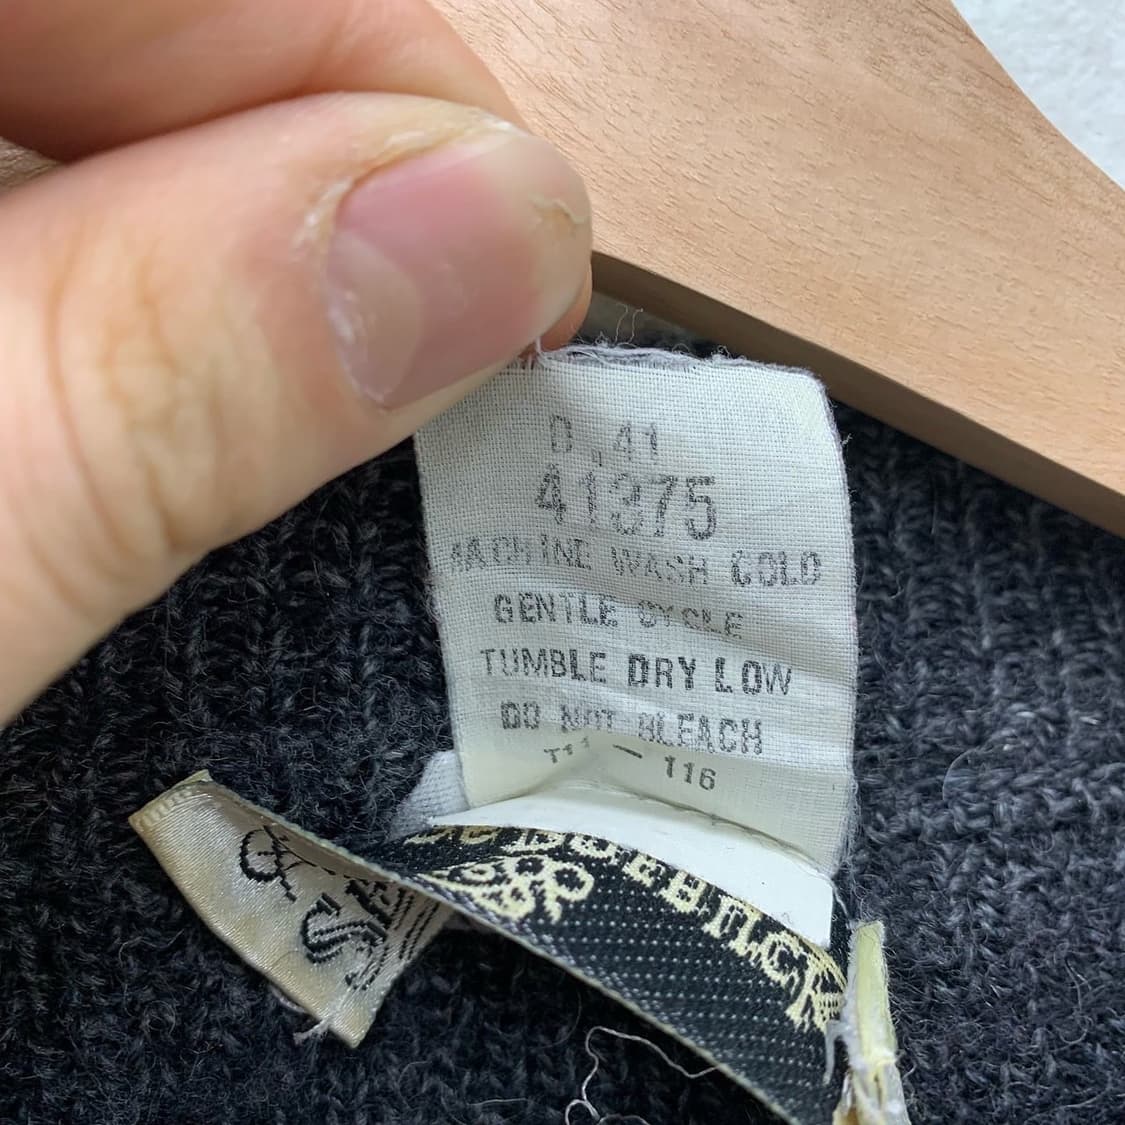 D.41
41375
MACHINE WASH COLD
GENTLE CYCLE
TUMBLE DRY LOW
DO NOT BLEACH
116